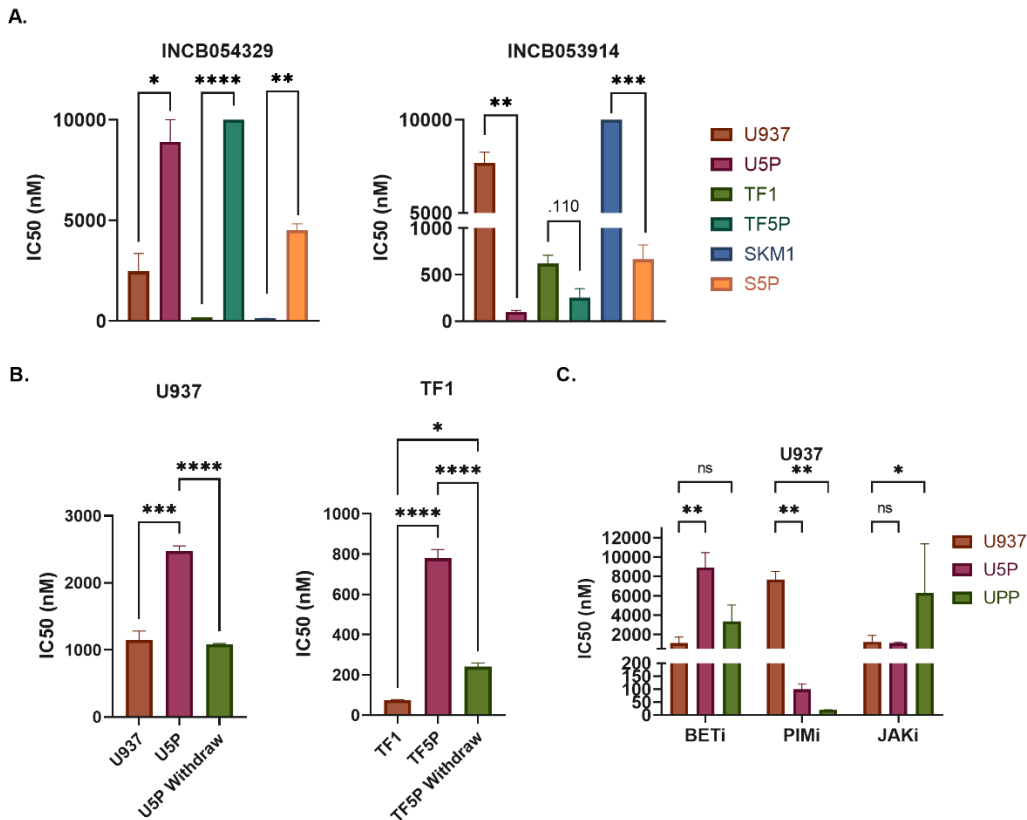 A.
INCB054329
* **** **
10000
5000
0
IC50 (nM)
INCB053914
** .110 ***
10000
5000
1000
500
0
IC50 (nM)
U937
U5P
TF1
TF5P
SKM1
S5P
B.
U937
****
***
3000
2000
1000
0
IC50 (nM)
U937
U5P
U5P Withdraw
TF1
*
****
****
1000
800
600
400
200
0
IC50 (nM)
TF1
TF5P
TF5P Withdraw
C.
U937
ns ** *
** ** ns
12000
10000
8000
6000
4000
2000
200
150
100
50
0
IC50 (nM)
BETi PIMi JAKi
U937
U5P
UPP